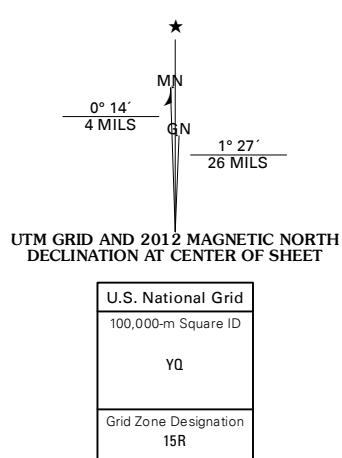 ★
MN
0° 14´
4 MILS
GN
1° 27´
26 MILS
UTM GRID AND 2012 MAGNETIC NORTH
DECLINATION AT CENTER OF SHEET
U.S. National Grid
100,000-m Square ID
YQ
Grid Zone Designation
15R